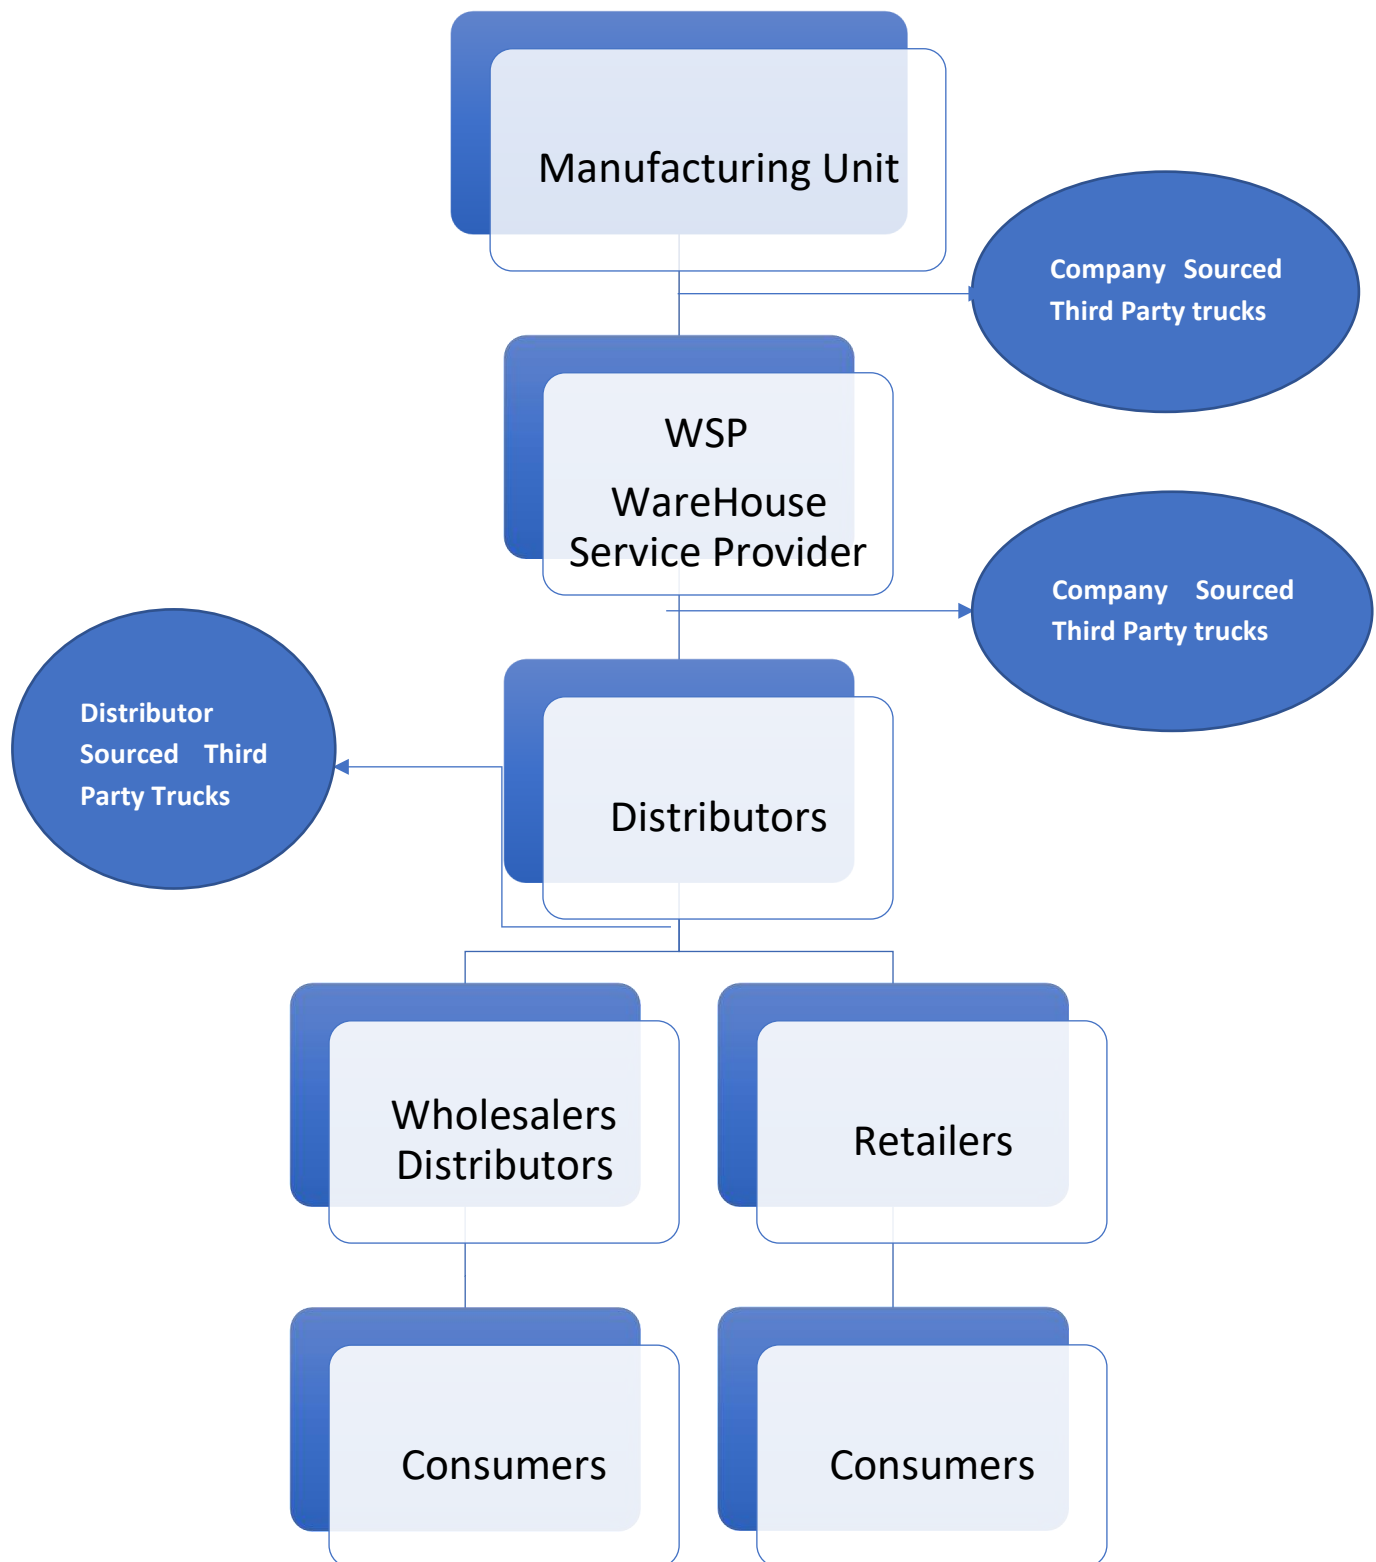 Manufacturing Unit
Company Sourced
Third Party trucks
WSP
WareHouse
Service Provider
Company Sourced
Third Party trucks
Distributor
Sourced Third
Party Trucks
Distributors
Wholesalers
Distributors
Retailers
Consumers
Consumers